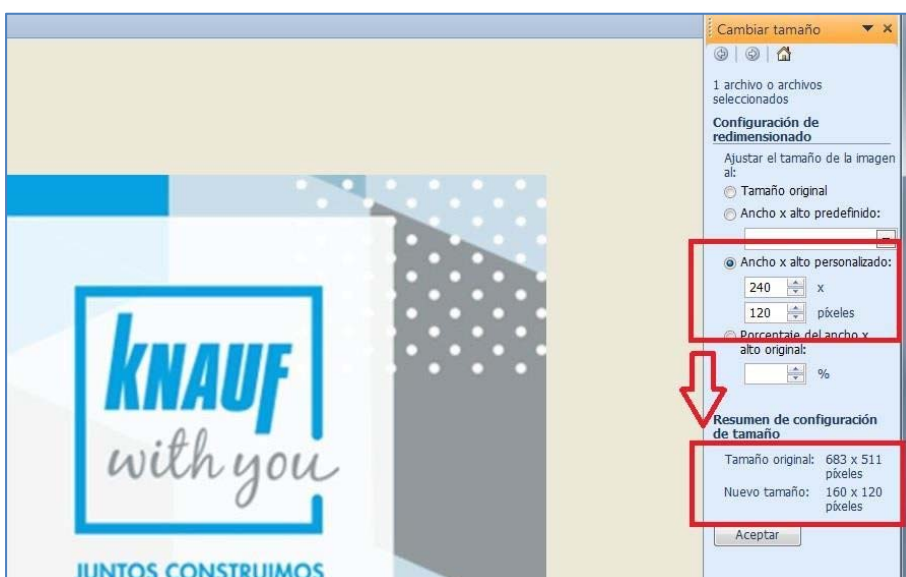 Cambiar tamaño
1 archivo o archivos
seleccionados
Configuración de
redimensionado
Ajustar el tamaño de la imagen
al:
Tamaño original
Ancho x alto predefinido:
Ancho x alto personalizado:
240 x
120 píxeles
Porcentaje del ancho x
alto original:
%
Resumen de configuración
de tamaño
Tamaño original: 683 x 511
píxeles
Nuevo tamaño: 160 x 120
píxeles
Aceptar
KNAUF
with you
JUNTOS CONSTRUIMOS